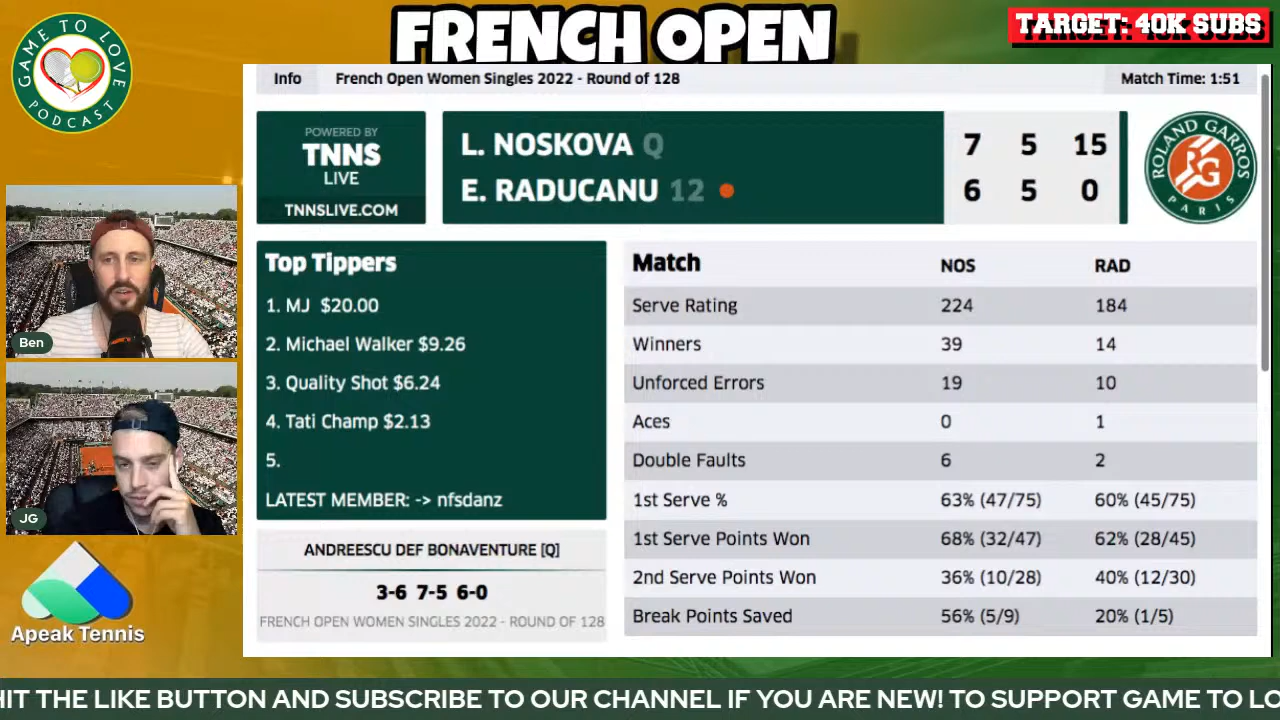 GAME TO LOVE
PODCAST
FRENCH OPEN
TARGET: 40K SUBS
Info
French Open Women Singles 2022 - Round of 128
Match Time: 1:51
POWERED BY
TNNS
LIVE
TNNSLIVE.COM
L. NOSKOVA Q 7 5 15
E. RADUCANU 12 6 5 0
ROLAND GARROS
RG
PARIS
Top Tippers
1. MJ $20.00
2. Michael Walker $9.26
3. Quality Shot $6.24
4. Tati Champ $2.13
5.
LATEST MEMBER: -> nfsdanz
ANDREESCU DEF BONAVENTURE [Q]
3-6 7-5 6-0
FRENCH OPEN WOMEN SINGLES 2022 - ROUND OF 128
Match NOS RAD
Serve Rating 224 184
Winners 39 14
Unforced Errors 19 10
Aces 0 1
Double Faults 6 2
1st Serve % 63% (47/75) 60% (45/75)
1st Serve Points Won 68% (32/47) 62% (28/45)
2nd Serve Points Won 36% (10/28) 40% (12/30)
Break Points Saved 56% (5/9) 20% (1/5)
Ben
JG
Apeak Tennis
HIT THE LIKE BUTTON AND SUBSCRIBE TO OUR CHANNEL IF YOU ARE NEW! TO SUPPORT GAME TO LO